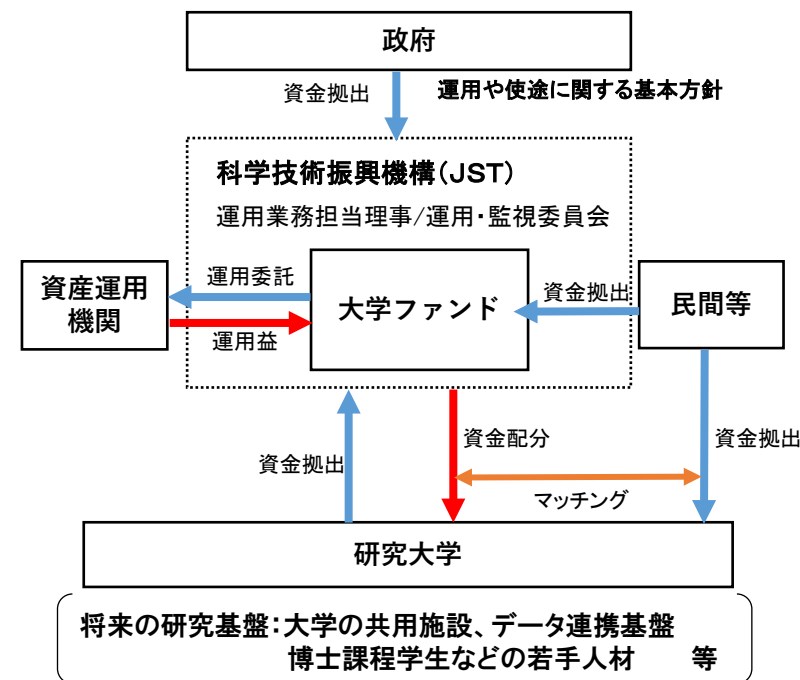 政府
資金拠出
運用や使途に関する基本方針
科学技術振興機構(JST)
運用業務担当理事/運用・監視委員会
資産運用
機関
運用委託
運用益
大学ファンド
資金拠出
民間等
資金拠出
資金配分
資金拠出
マッチング
研究大学
将来の研究基盤:大学の共用施設、データ連携基盤
博士課程学生などの若手人材 等